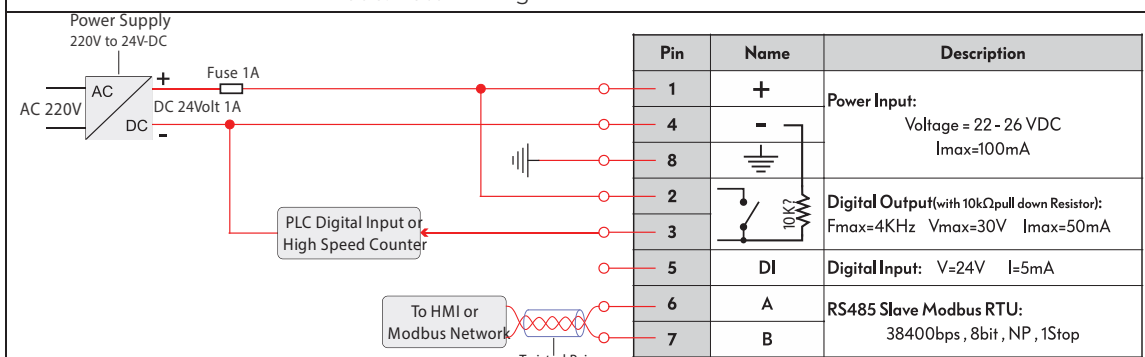 Power Supply
220V to 24V-DC
Fuse 1A
AC
+
AC 220V
DC 24Volt 1A
DC
-
PLC Digital Input or
High Speed Counter
To HMI or
Modbus Network
Pin Name Description
1 +
4 -
8
Power Input:
Voltage = 22 - 26 VDC
Imax=100mA
2
3
10K?
Digital Output(with 10kΩpull down Resistor):
Fmax=4KHz Vmax=30V Imax=50mA
5 DI Digital Input: V=24V I=5mA
6 A
7 B
RS485 Slave Modbus RTU:
38400bps , 8bit , NP , 1Stop